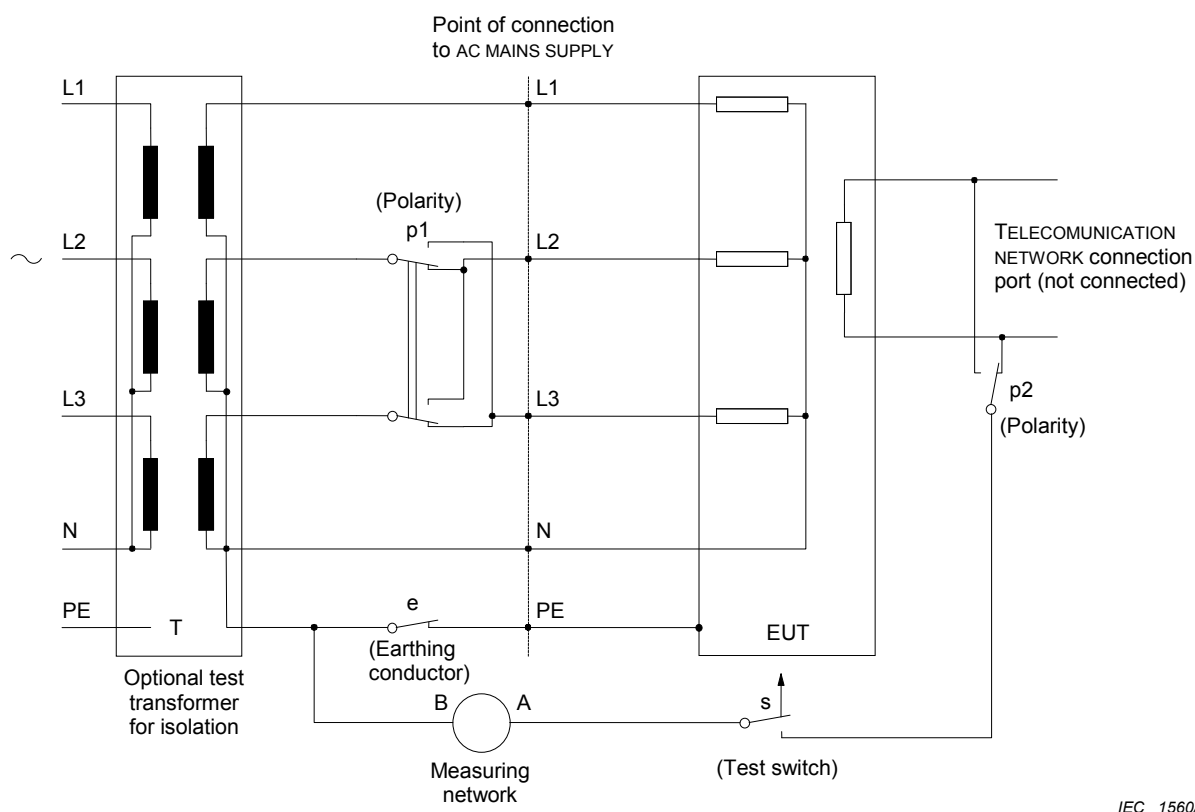 Point of connection
to AC MAINS SUPPLY
L1
L1
(Polarity)
p1
L2
L2
TELECOMUNICATION
NETWORK connection
port (not connected)
L3
L3
p2
(Polarity)
N
N
PE
T
e
PE
EUT
(Earthing
conductor)
Optional test
transformer
for isolation
B
A
s
Measuring
network
(Test switch)